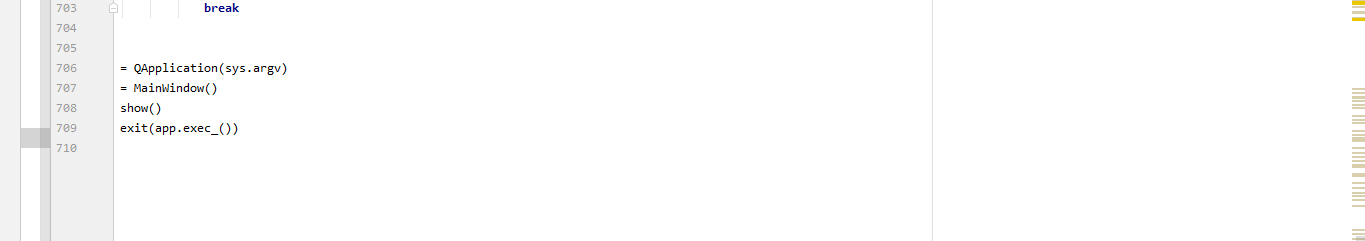 703 break
704
705
706 = QApplication(sys.argv)
707 = MainWindow()
708 show()
709 exit(app.exec_())
710